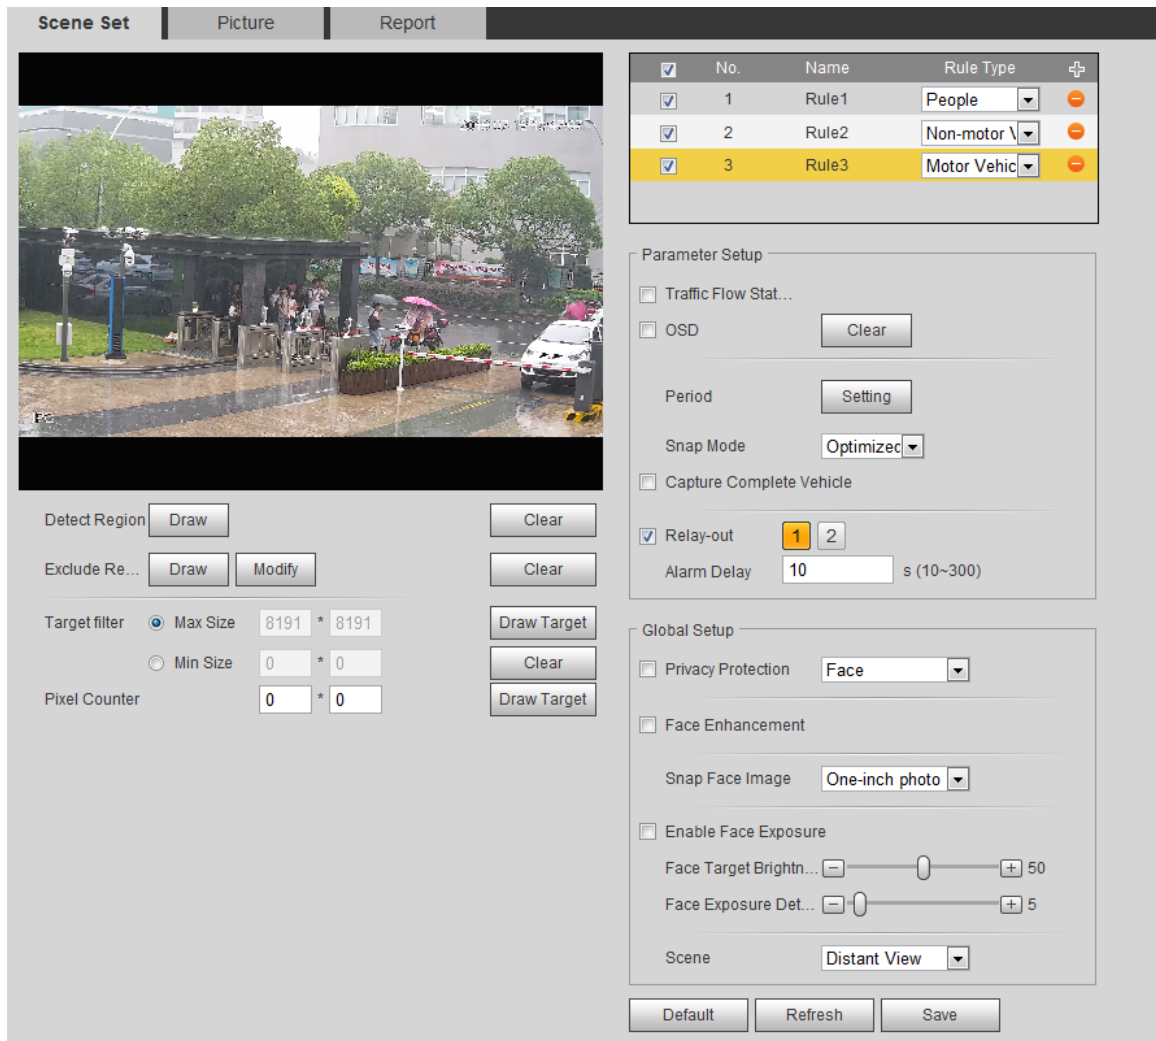 Scene Set Picture Report
No. Name Rule Type
1 Rule1 People
2 Rule2 Non-motor V
3 Rule3 Motor Vehic
Parameter Setup
Traffic Flow Stat...
OSD Clear
Period Setting
Snap Mode Optimized
Capture Complete Vehicle
Relay-out 1 2
Alarm Delay 10 s (10~300)
Detect Region Draw Clear
Exclude Re... Draw Modify Clear
Target filter Max Size 8191 * 8191 Draw Target
Min Size 0 * 0 Clear
Pixel Counter 0 * 0 Draw Target
Global Setup
Privacy Protection Face
Face Enhancement
Snap Face Image One-inch photo
Enable Face Exposure
Face Target Brightn... 50
Face Exposure Det... 5
Scene Distant View
Default Refresh Save